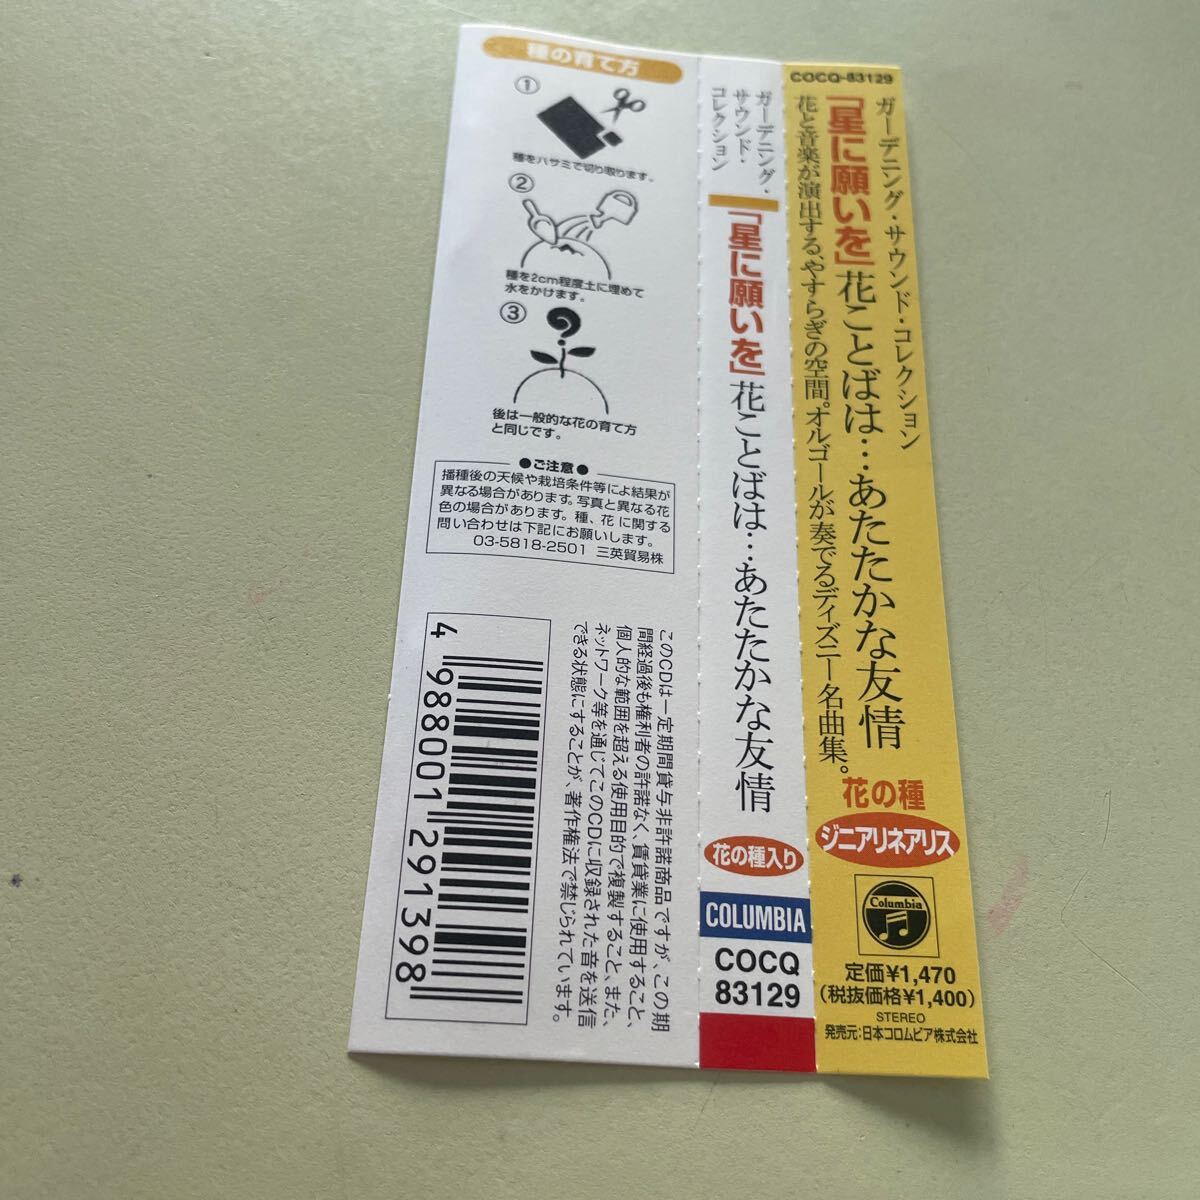 COCQ-83129
ガーデニング・サウンド・コレクション
「星に願いを」花ことばは…あたたかな友情
花と音楽が演出する、やすらぎの空間。オルゴールが奏でるディズニー名曲集。
花の種
ジニアリネアリス
Columbia
定価¥1,470
(税抜価格¥1,400)
STEREO
発売元:日本コロムビア株式会社
ガーデニング・
サウンド・
コレクション
「星に願いを」花ことばは…あたたかな友情
花の種入り
COLUMBIA
COCQ
83129
種の育て方
①
種をハサミで切り取ります。
②
種を2cm程度土に埋めて
水をかけます。
③
後は一般的な花の育て方
と同じです。
●ご注意●
播種後の天候や栽培条件等によ結果が
異なる場合があります。写真と異なる花
色の場合があります。種、花 に関する
問い合わせは下記にお願いします。
03-5818-2501 三英貿易株
このCDは一定期間貸与非許諾商品ですが、この期
間経過後も権利者の許諾なく、賃貸業に使用すること、
個人的な範囲を超える使用目的で複製すること、また、
ネットワーク等を通じてこのCDに収録された音を送信
できる状態にすることが、著作権法で禁じられています。
4 988001 291398